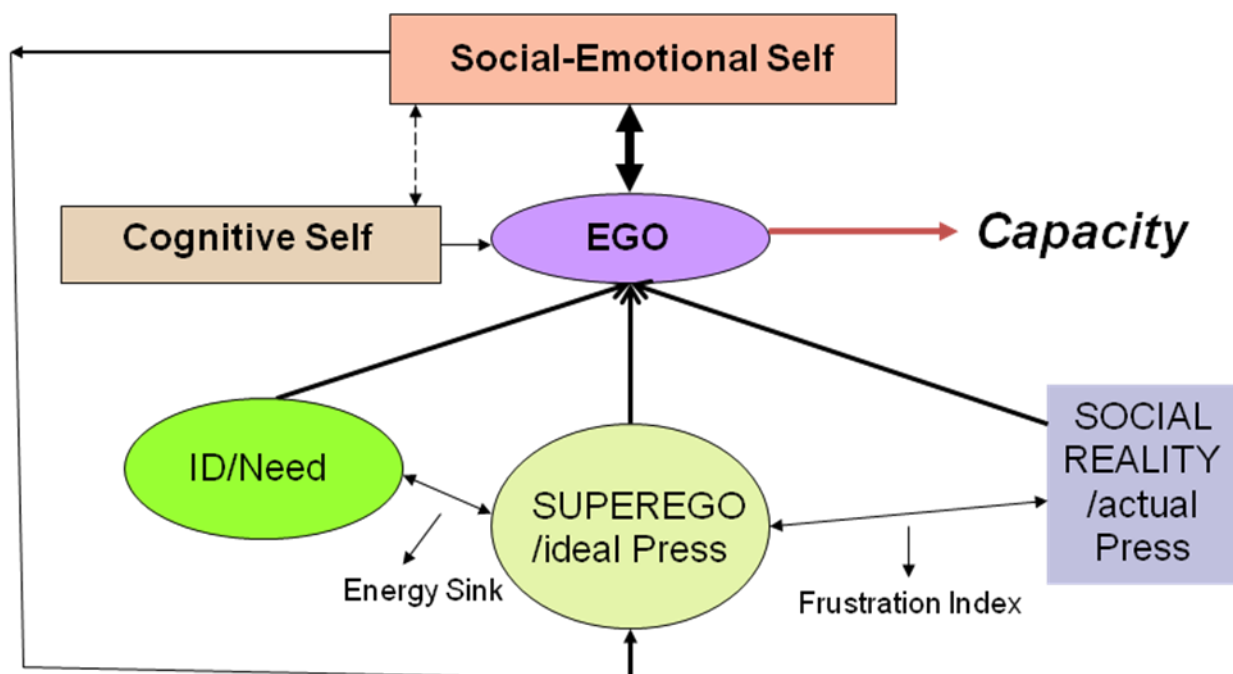 Social-Emotional Self
Cognitive Self
EGO
Capacity
ID/Need
SUPEREGO
/ideal Press
SOCIAL
REALITY
/actual
Press
Energy Sink
Frustration Index